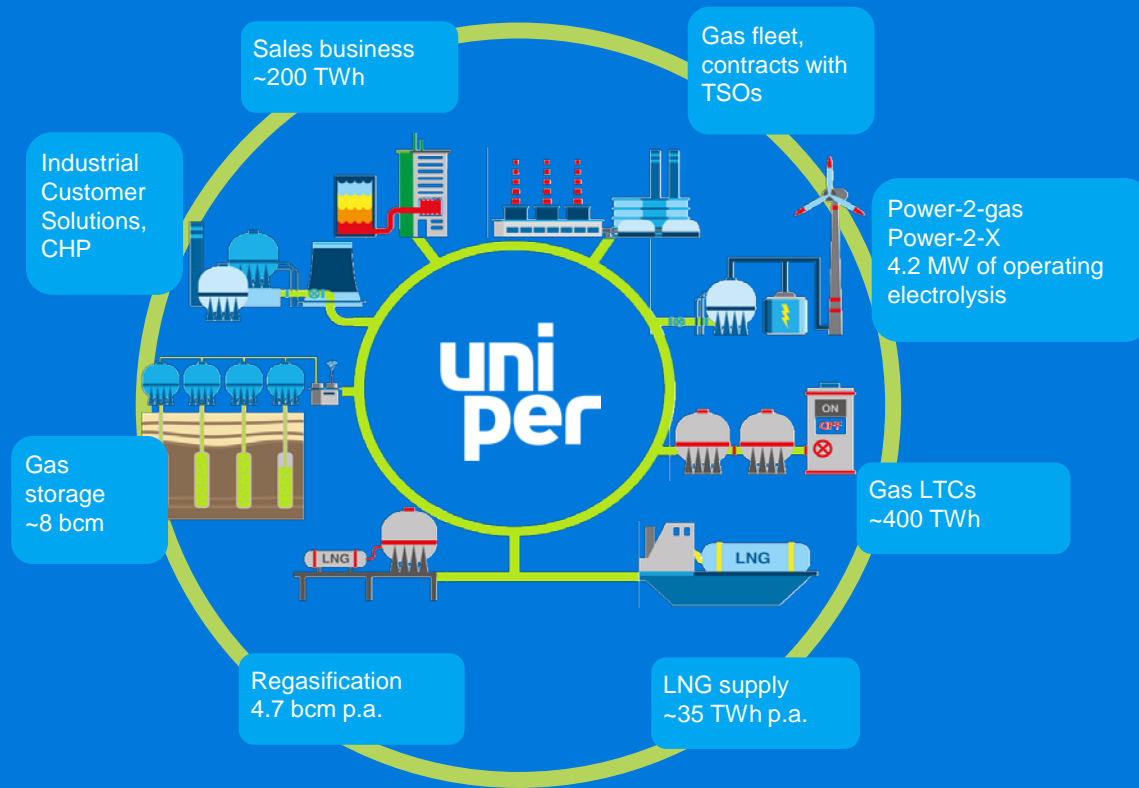 Sales business
~200 TWh
Gas fleet,
contracts with
TSOs
Industrial
Customer
Solutions,
CHP
Power-2-gas
Power-2-X
4.2 MW of operating
electrolysis
uni
per
ON
OFF
Gas
storage
~8 bcm
Gas LTCs
~400 TWh
LNG
LNG
Regasification
4.7 bcm p.a.
LNG supply
~35 TWh p.a.